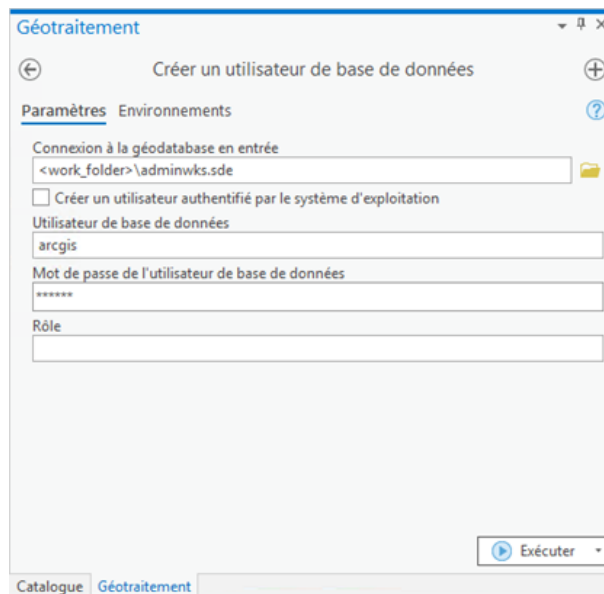 Géotraitement
Créer un utilisateur de base de données
Paramètres Environnements
Connexion à la géodatabase en entrée
<work_folder>\adminwks.sde
Créer un utilisateur authentifié par le système d'exploitation
Utilisateur de base de données
arcgis
Mot de passe de l'utilisateur de base de données
******
Rôle
Exécuter
Catalogue Géotraitement